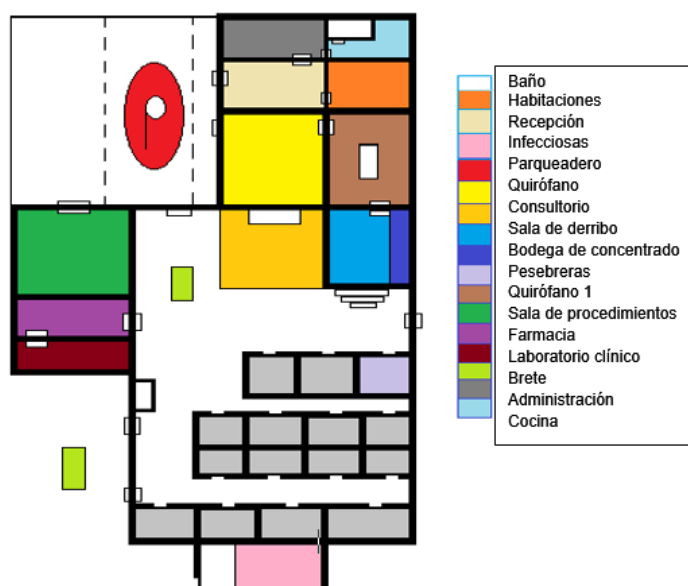 Baño
Habitaciones
Recepción
Infecciosas
Parqueadero
Quirófano
Consultorio
Sala de derribo
Bodega de concentrado
Pesebreras
Quirófano 1
Sala de procedimientos
Farmacia
Laboratorio clínico
Brete
Administración
Cocina